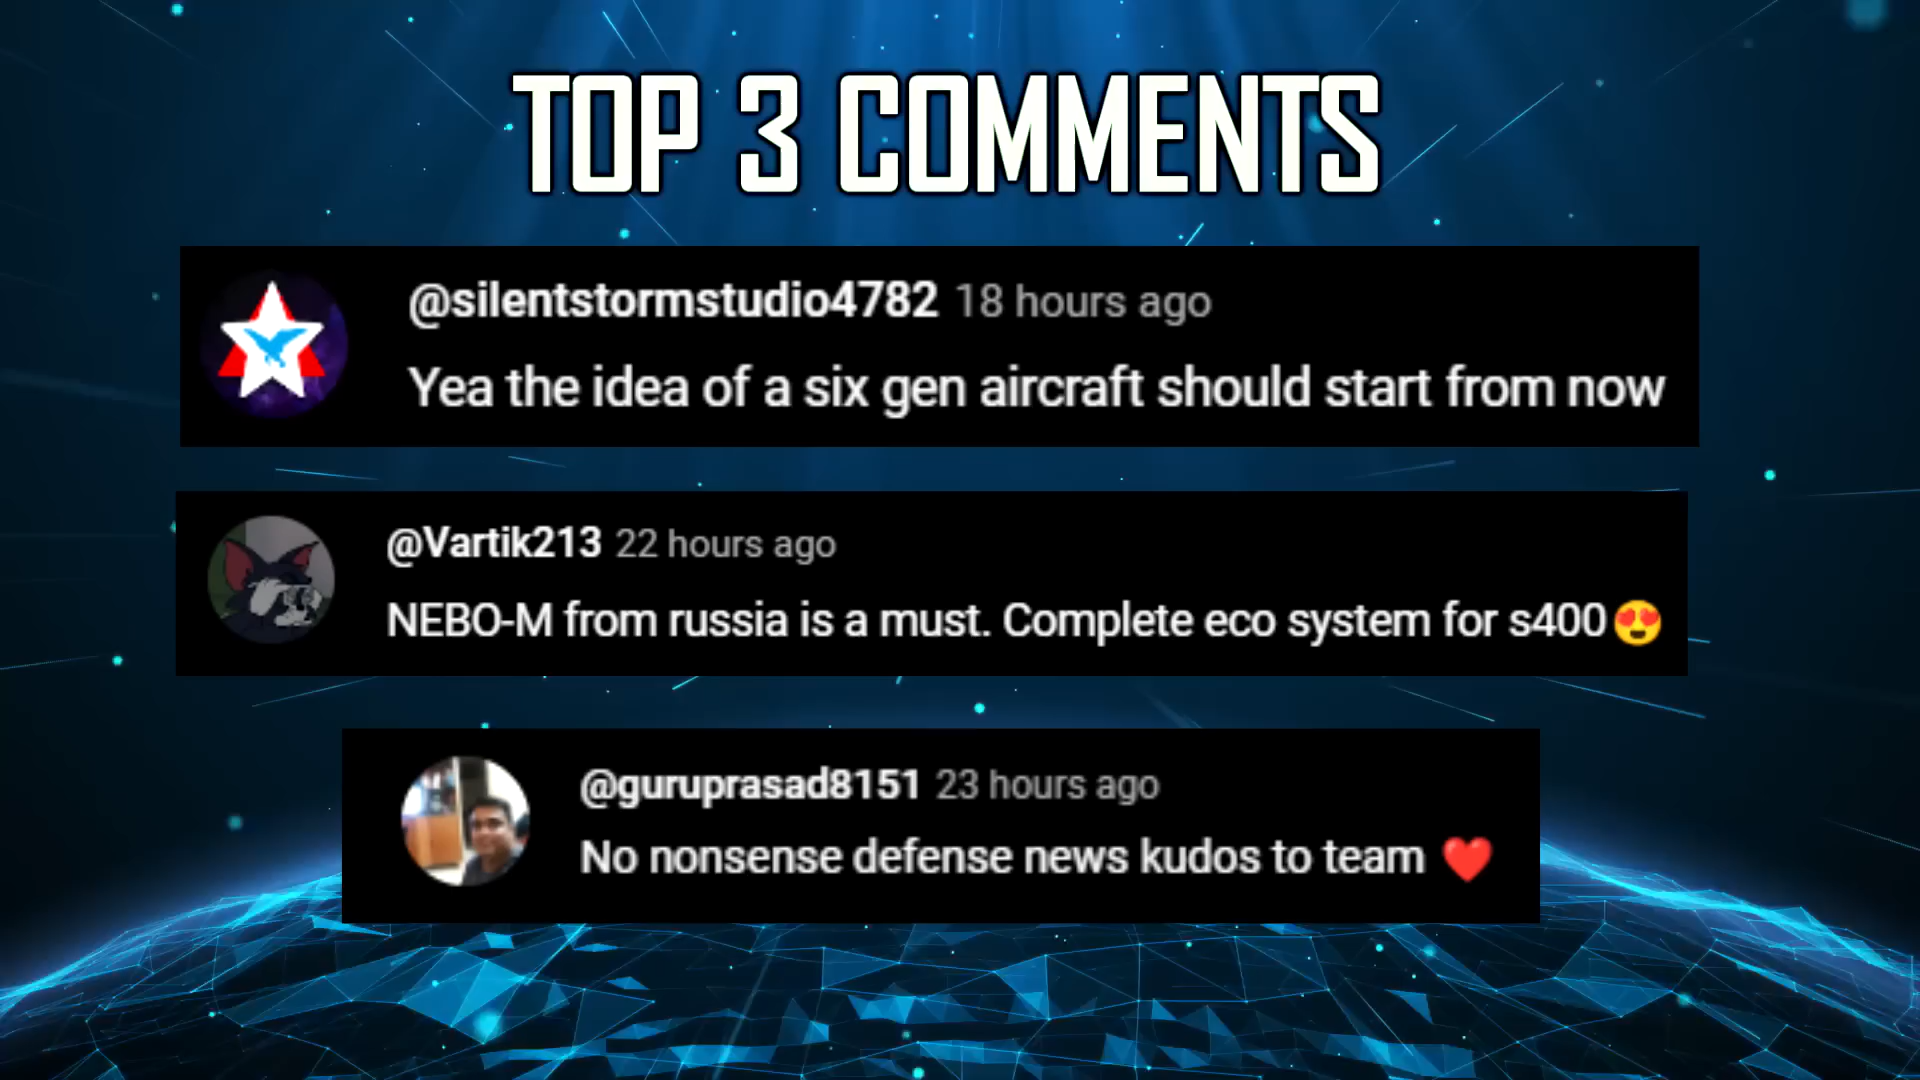 TOP 3 COMMENTS
@silentstormstudio4782 18 hours ago
Yea the idea of a six gen aircraft should start from now
@Vartik213 22 hours ago
NEBO-M from russia is a must. Complete eco system for s400😍
@guruprasad8151 23 hours ago
No nonsense defense news kudos to team ❤️